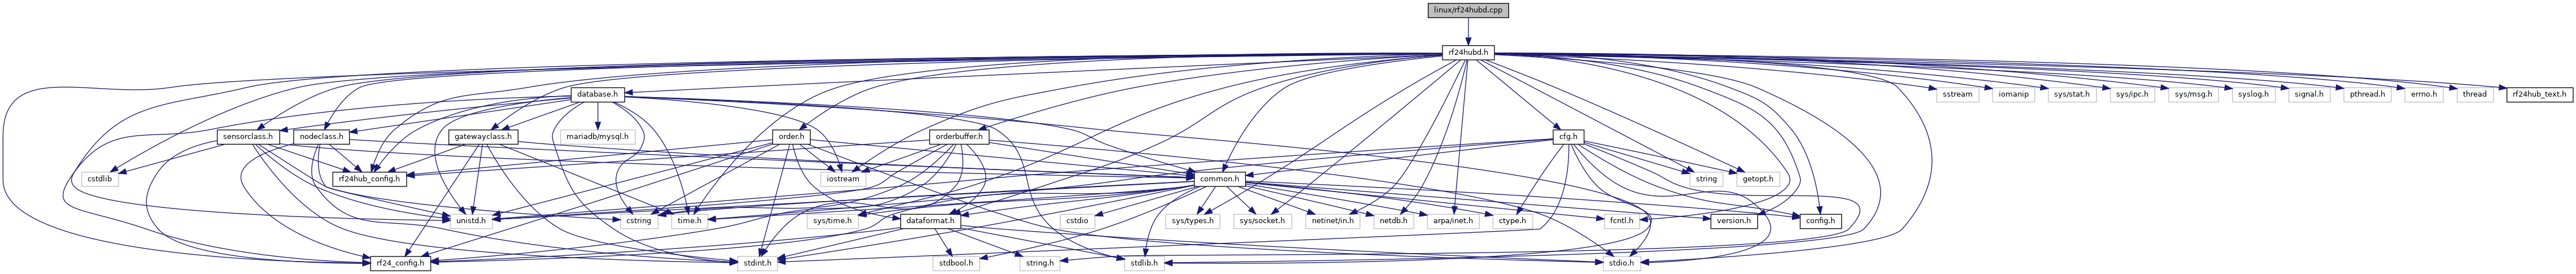 linux/rf24hubd.cpp
rf24hubd.h
database.h
sstream
iomanip
sys/stat.h
sys/ipc.h
sys/msg.h
syslog.h
signal.h
pthread.h
errno.h
thread
rf24hub_text.h
sensorclass.h
nodeclass.h
gatewayclass.h
mariadb/mysql.h
order.h
orderbuffer.h
cfg.h
cstdlib
rf24hub_config.h
iostream
common.h
string
getopt.h
unistd.h
cstring
time.h
sys/time.h
dataformat.h
cstdio
sys/types.h
sys/socket.h
netinet/in.h
netdb.h
arpa/inet.h
ctype.h
fcntl.h
version.h
config.h
rf24_config.h
stdint.h
stdbool.h
string.h
stdlib.h
stdio.h